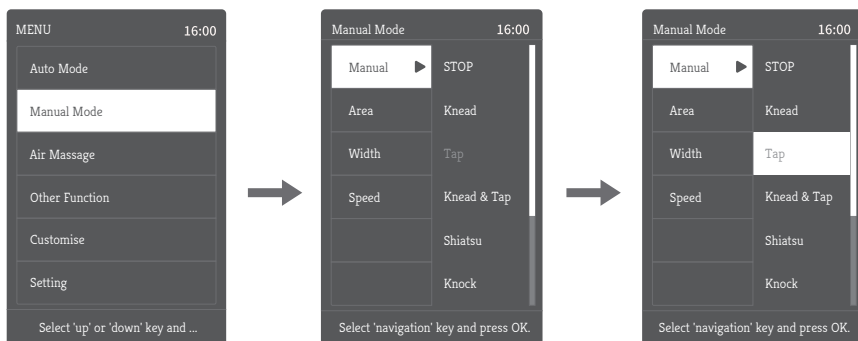 MENU 16:00
Auto Mode
Manual Mode
Air Massage
Other Function
Customise
Setting
Select 'up' or 'down' key and ...
Manual Mode 16:00
Manual STOP
Area Knead
Width Tap
Speed Knead & Tap
Shiatsu
Knock
Select 'navigation' key and press OK.
Manual Mode 16:00
Manual STOP
Area Knead
Width Tap
Speed Knead & Tap
Shiatsu
Knock
Select 'navigation' key and press OK.